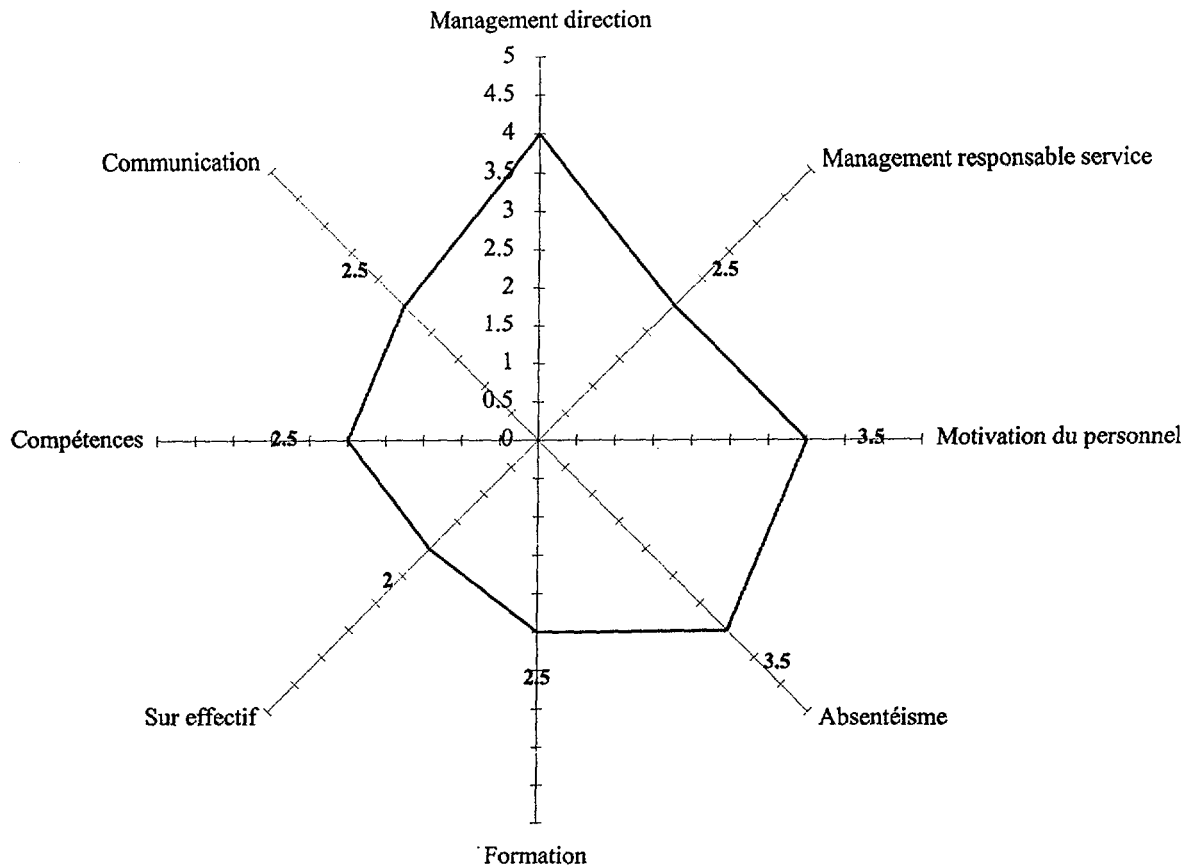 Management direction
5
4.5
4
3.5
3
2.5
2
1.5
1
0.5
0
Communication
Management responsable service
2.5
2.5
Compétences
2.5
3.5
Motivation du personnel
2
3.5
2.5
Sur effectif
Absentéisme
Formation